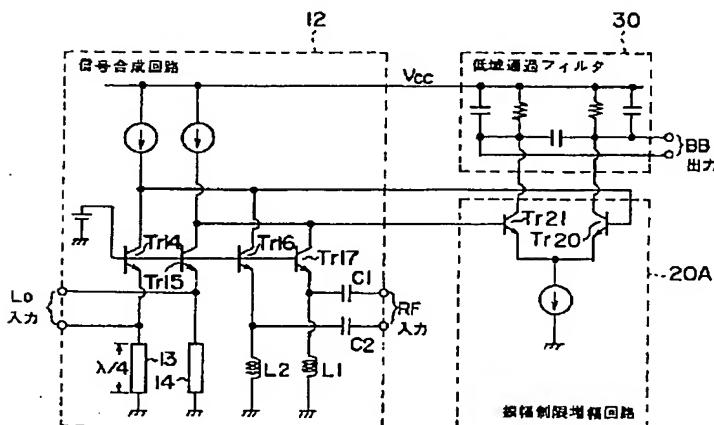 12
30
信号合成回路
Vcc
低域通過フィルタ
BB
出力
Tr14
Tr15
Tr16
Tr17
Tr21
Tr20
20A
C1
C2
Lo
入力
RF
入力
λ/4
13
14
L2
L1
振幅制限増幅回路